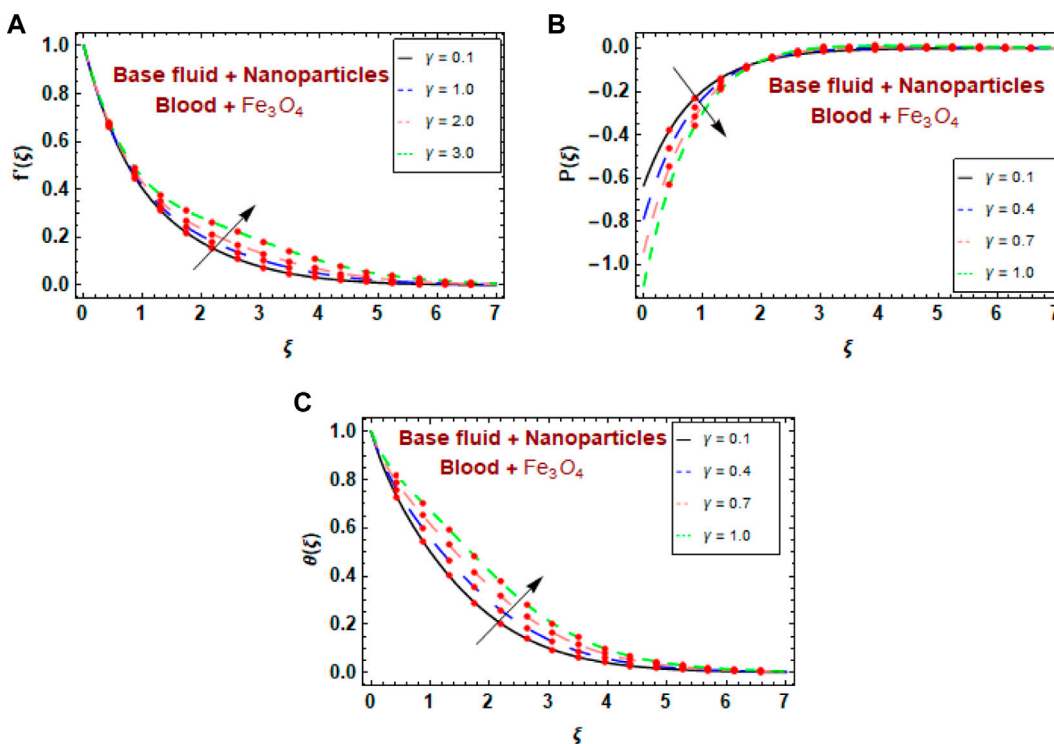 A
1.0
0.8
0.6
0.4
0.2
0.0
f'(ξ)
Base fluid + Nanoparticles
Blood + Fe₃O₄
γ = 0.1
γ = 1.0
γ = 2.0
γ = 3.0
0 1 2 3 4 5 6 7
ξ
B
0.0
−0.2
−0.4
−0.6
−0.8
−1.0
P(ξ)
Base fluid + Nanoparticles
Blood + Fe₃O₄
γ = 0.1
γ = 0.4
γ = 0.7
γ = 1.0
0 1 2 3 4 5 6 7
ξ
C
1.0
0.8
0.6
0.4
0.2
0.0
θ(ξ)
Base fluid + Nanoparticles
Blood + Fe₃O₄
γ = 0.1
γ = 0.4
γ = 0.7
γ = 1.0
0 1 2 3 4 5 6 7
ξ